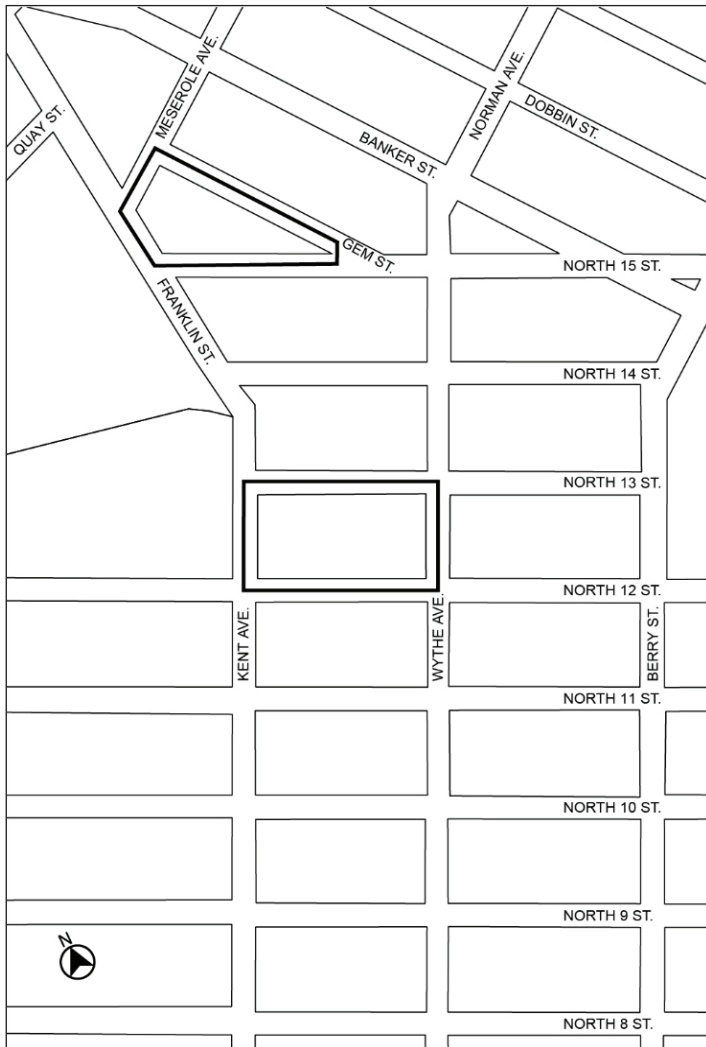 MESEROLE AVE.
NORMAN AVE.
QUAY ST.
DOBBIN ST.
BANKER ST.
GEM ST.
NORTH 15 ST.
FRANKLIN ST.
NORTH 14 ST.
NORTH 13 ST.
NORTH 12 ST.
KENT AVE.
WYTHE AVE.
BERRY ST.
NORTH 11 ST.
NORTH 10 ST.
NORTH 9 ST.
N
NORTH 8 ST.